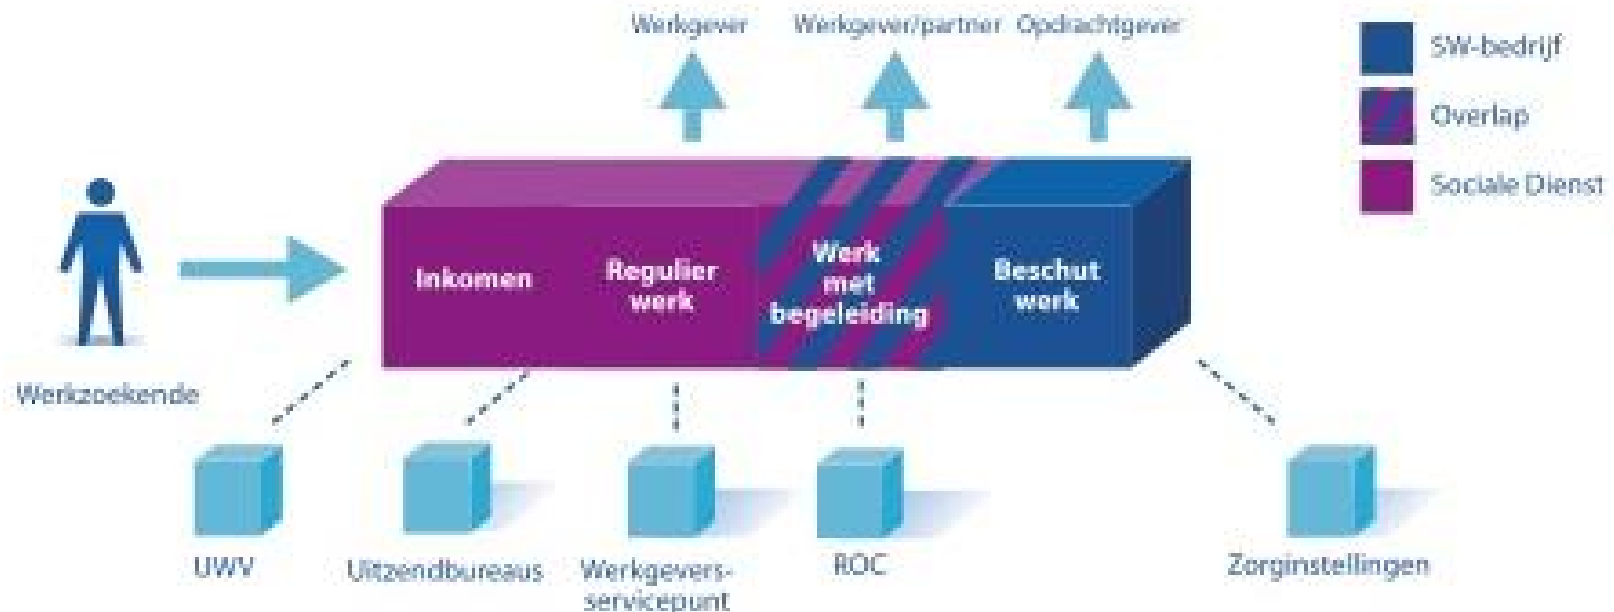 Werkgever
Werkgever/partner
Opdrachtgever
SW-bedrijf
Overlap
Sociale Dienst
Inkomen
Regulier
werk
Werk
met
begeleiding
Beschut
werk
Werkzoekende
UWV
Uitzendbureaus
Werkgevers-
servicepunt
ROC
Zorginstellingen